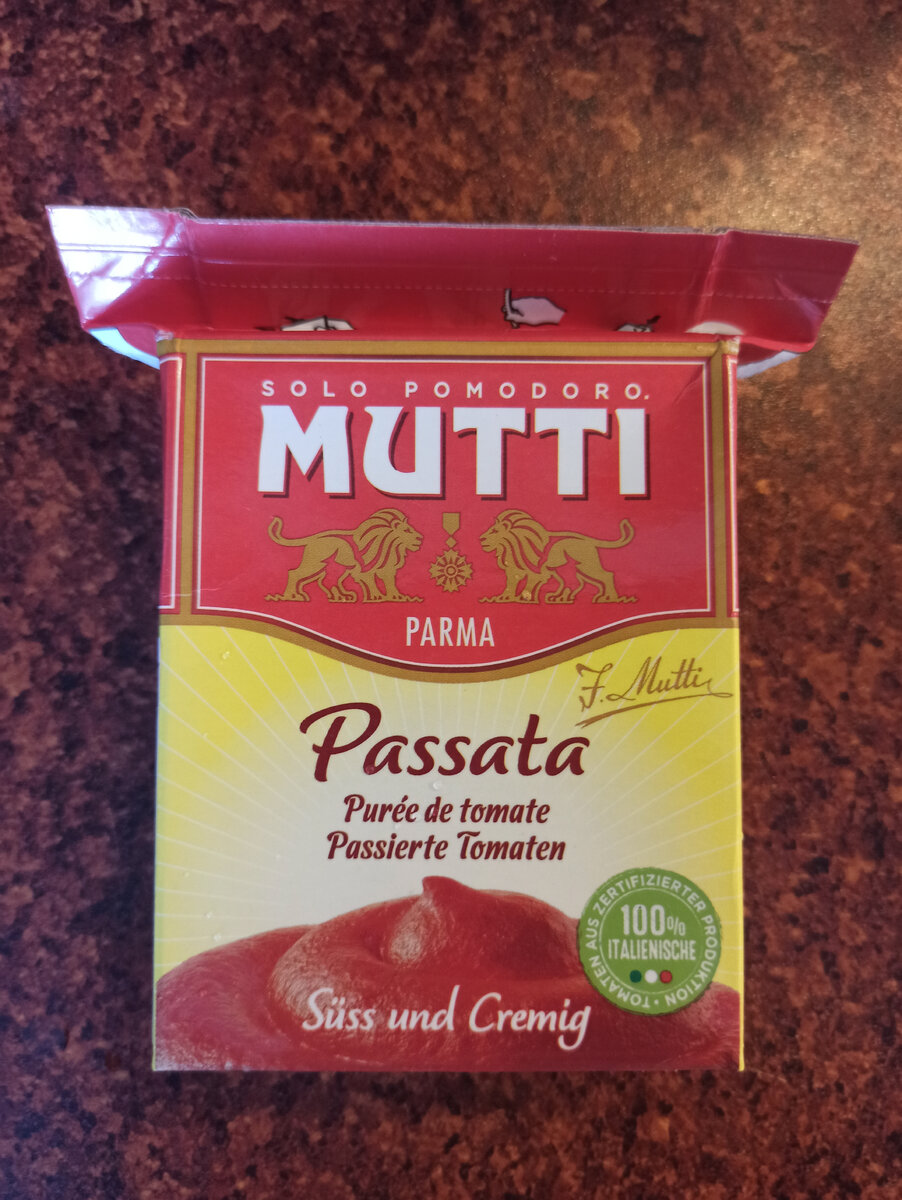 SOLO POMODORO.
MUTTI
PARMA
F. Mutti
Passata
Purée de tomate
Passierte Tomaten
TOMATEN AUS ZERTIFIZIERTER PRODUKTION •
100%
ITALIENISCHE
Süss und Cremig